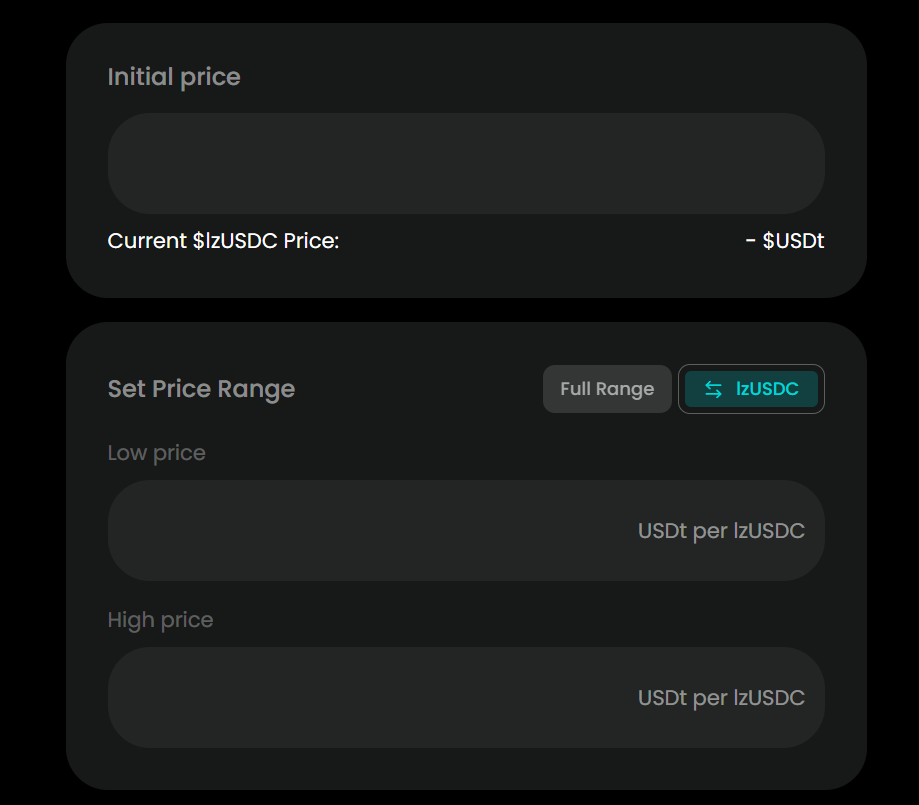 Initial price
Current $lzUSDC Price: - $USDt
Set Price Range Full Range lzUSDC
Low price
USDt per lzUSDC
High price
USDt per lzUSDC